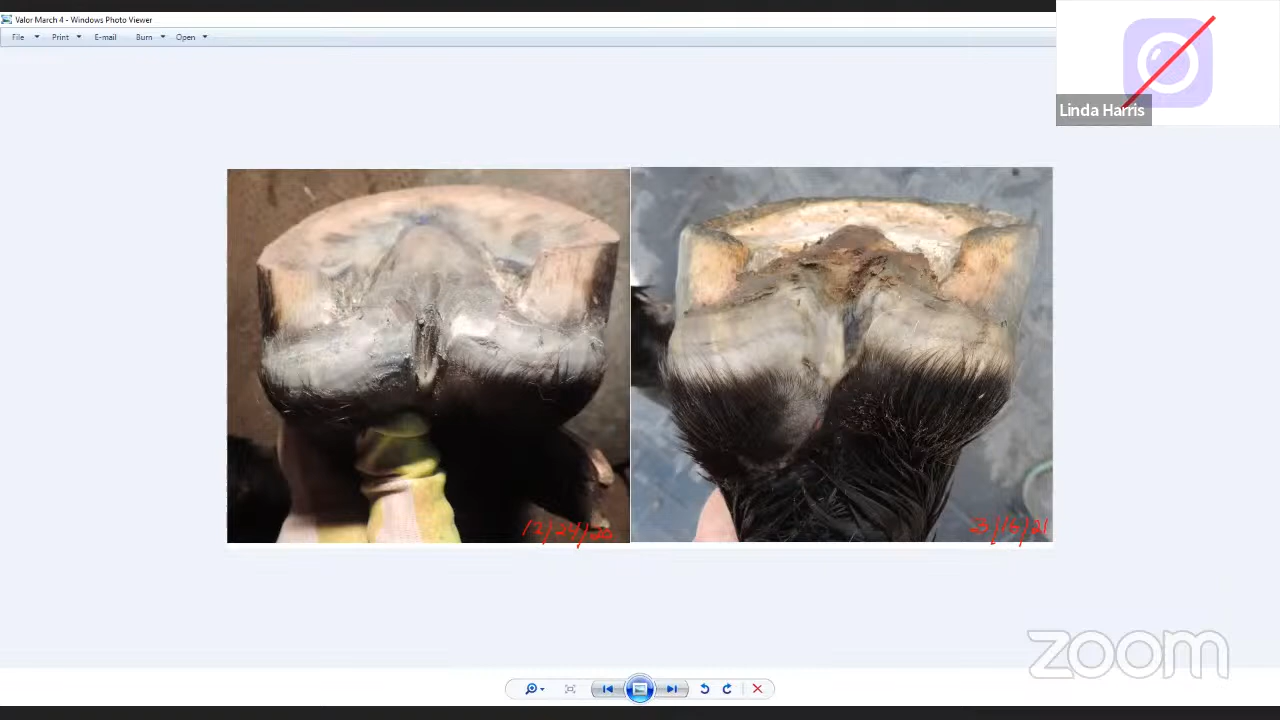 Valor March 4 - Windows Photo Viewer
File Print E-mail Burn Open
Linda Harris
12/24/20
3/15/21
zoom